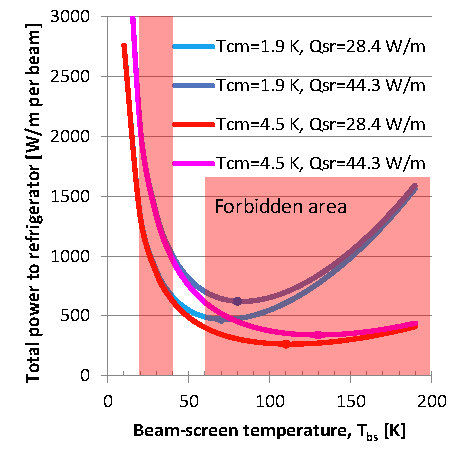 Total power to refrigerator [W/m per beam]
3000
2500
2000
1500
1000
500
0
Tcm=1.9 K, Qsr=28.4 W/m
Tcm=1.9 K, Qsr=44.3 W/m
Tcm=4.5 K, Qsr=28.4 W/m
Tcm=4.5 K, Qsr=44.3 W/m
Forbidden area
0 50 100 150 200
Beam-screen temperature, Tbs [K]